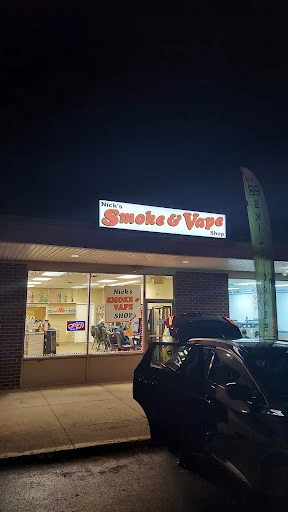 Nick's
Smoke & Vape
Shop
Nick's
SMOKE &
VAPE
SHOP
OPEN